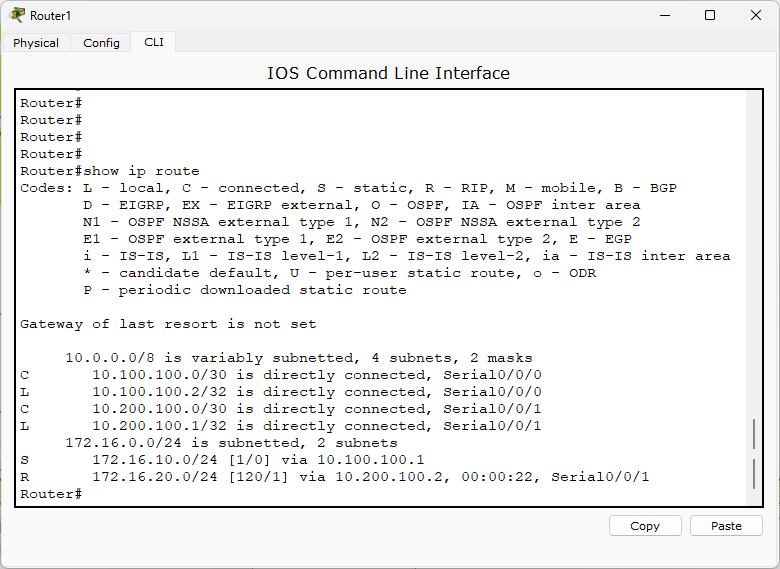 Router1
Physical Config CLI
IOS Command Line Interface
Router#
Router#
Router#
Router#
Router#show ip route
Codes: L - local, C - connected, S - static, R - RIP, M - mobile, B - BGP
D - EIGRP, EX - EIGRP external, O - OSPF, IA - OSPF inter area
N1 - OSPF NSSA external type 1, N2 - OSPF NSSA external type 2
E1 - OSPF external type 1, E2 - OSPF external type 2, E - EGP
i - IS-IS, L1 - IS-IS level-1, L2 - IS-IS level-2, ia - IS-IS inter area
* - candidate default, U - per-user static route, o - ODR
P - periodic downloaded static route
Gateway of last resort is not set
10.0.0.0/8 is variably subnetted, 4 subnets, 2 masks
C 10.100.100.0/30 is directly connected, Serial0/0/0
L 10.100.100.2/32 is directly connected, Serial0/0/0
C 10.200.100.0/30 is directly connected, Serial0/0/1
L 10.200.100.1/32 is directly connected, Serial0/0/1
172.16.0.0/24 is subnetted, 2 subnets
S 172.16.10.0/24 [1/0] via 10.100.100.1
R 172.16.20.0/24 [120/1] via 10.200.100.2, 00:00:22, Serial0/0/1
Router#
Copy Paste